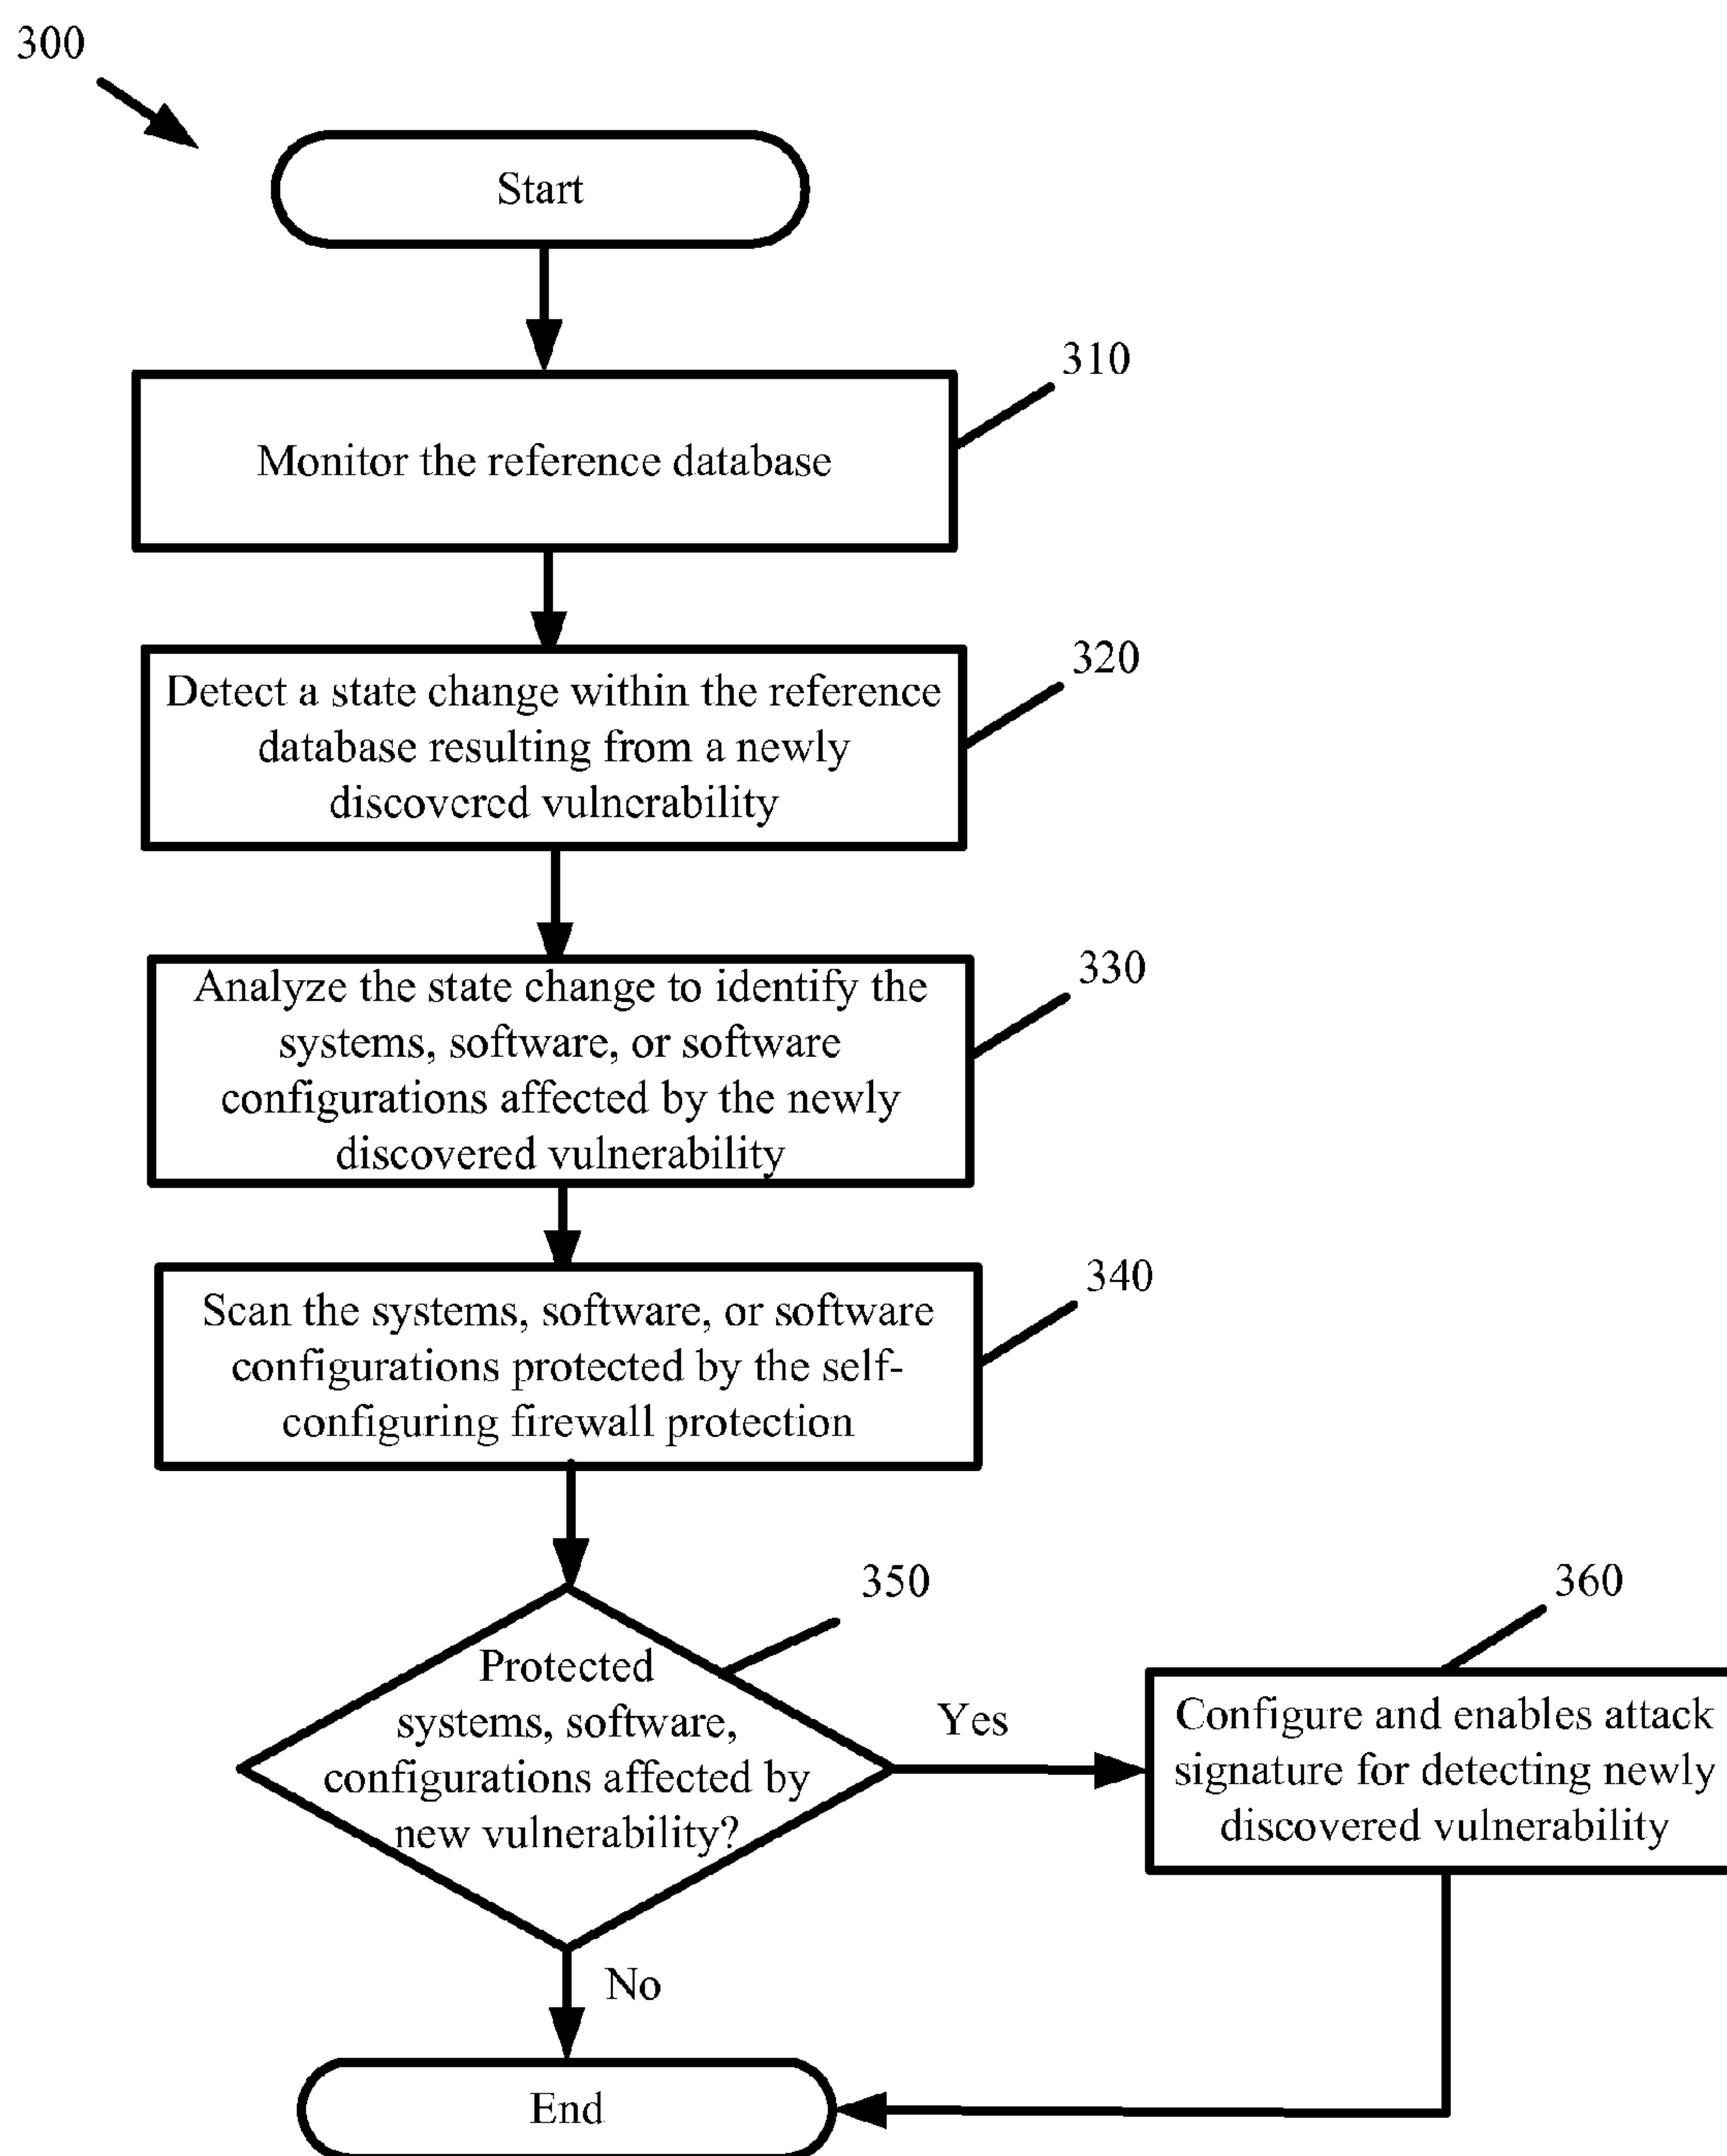 300
Start
310
Monitor the reference database
320
Detect a state change within the reference
database resulting from a newly
discovered vulnerability
330
Analyze the state change to identify the
systems, software, or software
configurations affected by the newly
discovered vulnerability
340
Scan the systems, software, or software
configurations protected by the self-
configuring firewall protection
350
Protected
systems, software,
configurations affected by
new vulnerability?
Yes
360
Configure and enables attack
signature for detecting newly
discovered vulnerability
No
End